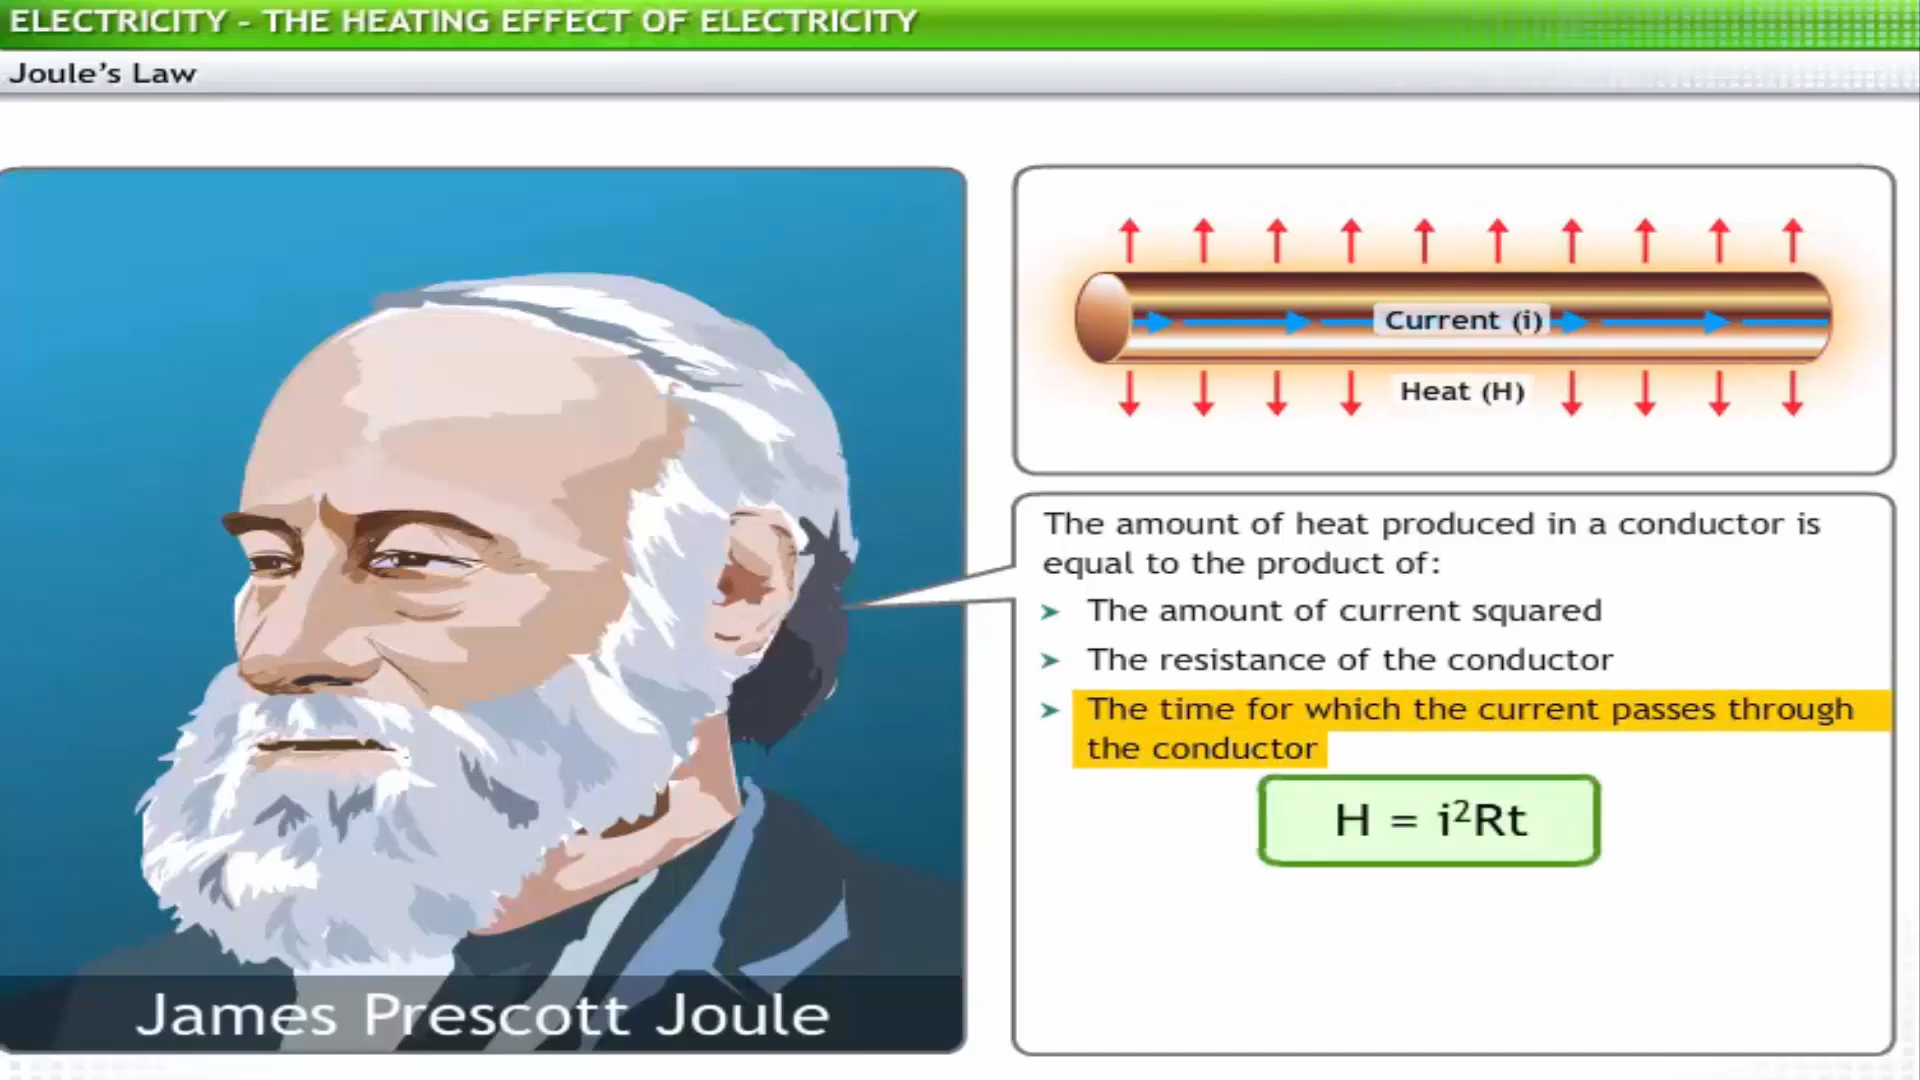 ELECTRICITY - THE HEATING EFFECT OF ELECTRICITY
Joule's Law
Current (i)
Heat (H)
The amount of heat produced in a conductor is
equal to the product of:
➤ The amount of current squared
➤ The resistance of the conductor
➤ The time for which the current passes through
the conductor
H = i²Rt
James Prescott Joule